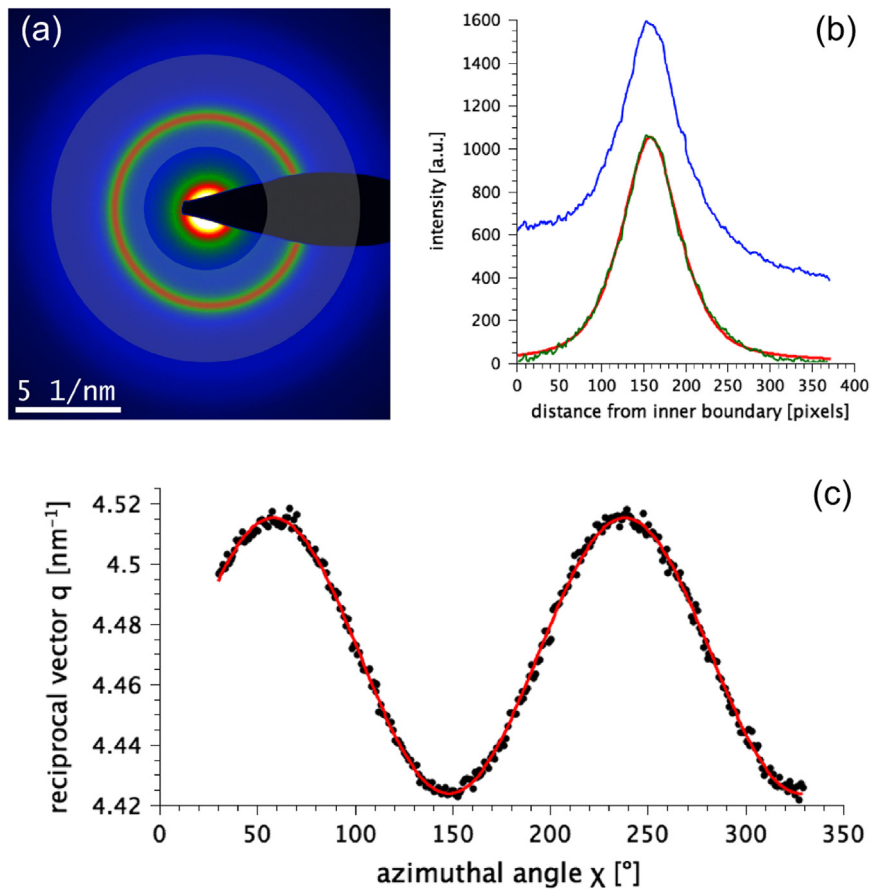 (a)
5 1/nm
(b)
1600
1400
1200
1000
800
600
400
200
0
intensity [a.u.]
0 50 100 150 200 250 300 350 400
distance from inner boundary [pixels]
(c)
4.52
4.5
4.48
4.46
4.44
4.42
reciprocal vector q [nm⁻¹]
0 50 100 150 200 250 300 350
azimuthal angle χ [°]